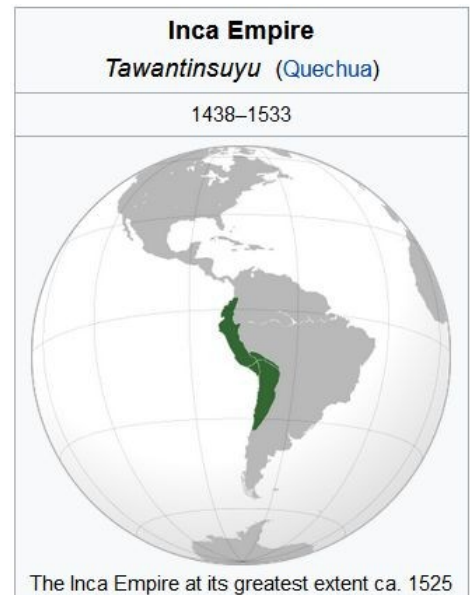 Inca Empire
Tawantinsuyu (Quechua)
1438–1533
The Inca Empire at its greatest extent ca. 1525